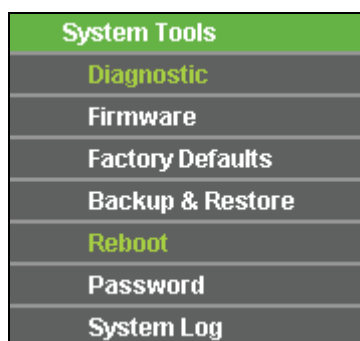 System Tools
Diagnostic
Firmware
Factory Defaults
Backup & Restore
Reboot
Password
System Log